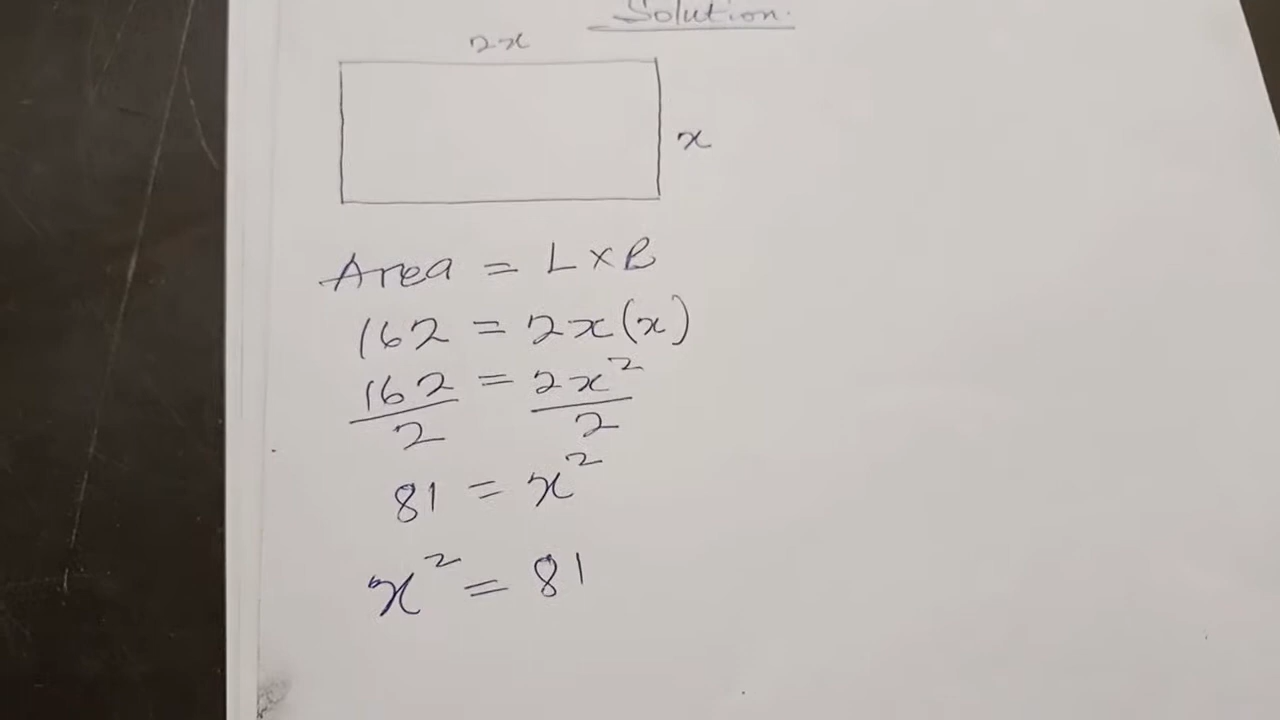 Solution.
2x
x
Area = L x B
162 = 2x(x)
162/2 = 2x²/2
81 = x²
x² = 81